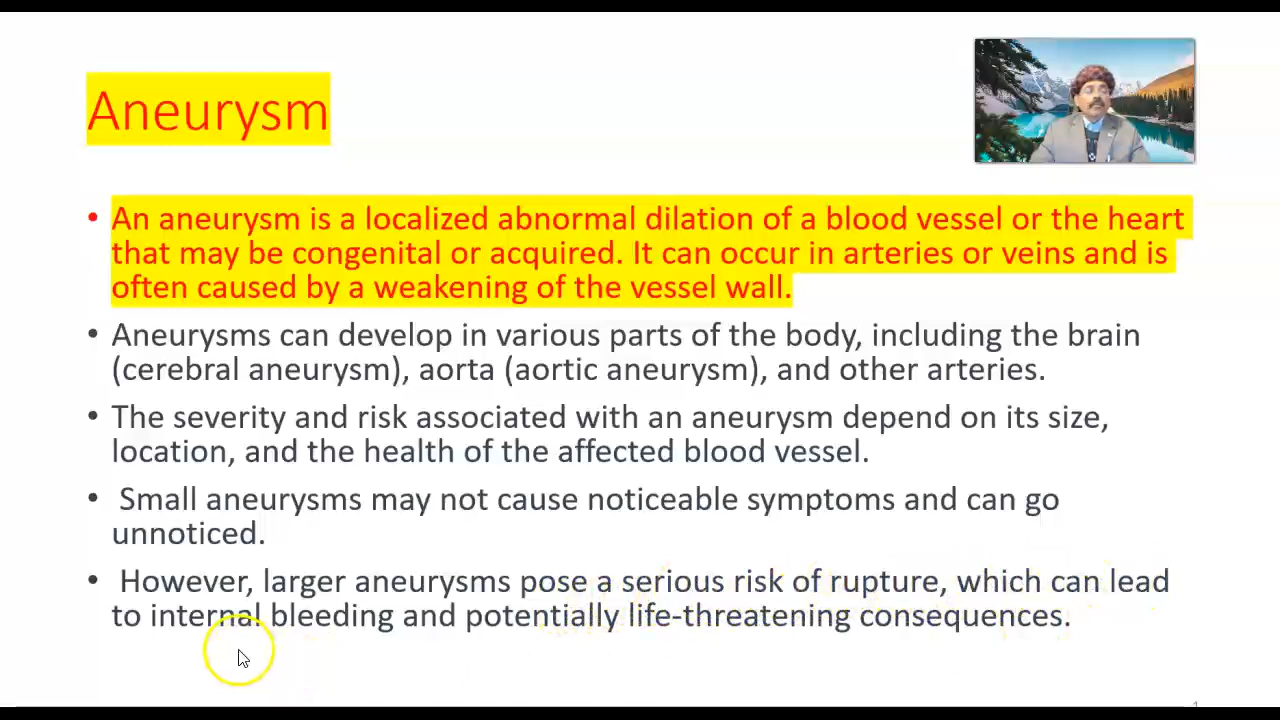 Aneurysm
• An aneurysm is a localized abnormal dilation of a blood vessel or the heart
that may be congenital or acquired. It can occur in arteries or veins and is
often caused by a weakening of the vessel wall.
• Aneurysms can develop in various parts of the body, including the brain
(cerebral aneurysm), aorta (aortic aneurysm), and other arteries.
• The severity and risk associated with an aneurysm depend on its size,
location, and the health of the affected blood vessel.
• Small aneurysms may not cause noticeable symptoms and can go
unnoticed.
• However, larger aneurysms pose a serious risk of rupture, which can lead
to internal bleeding and potentially life-threatening consequences.